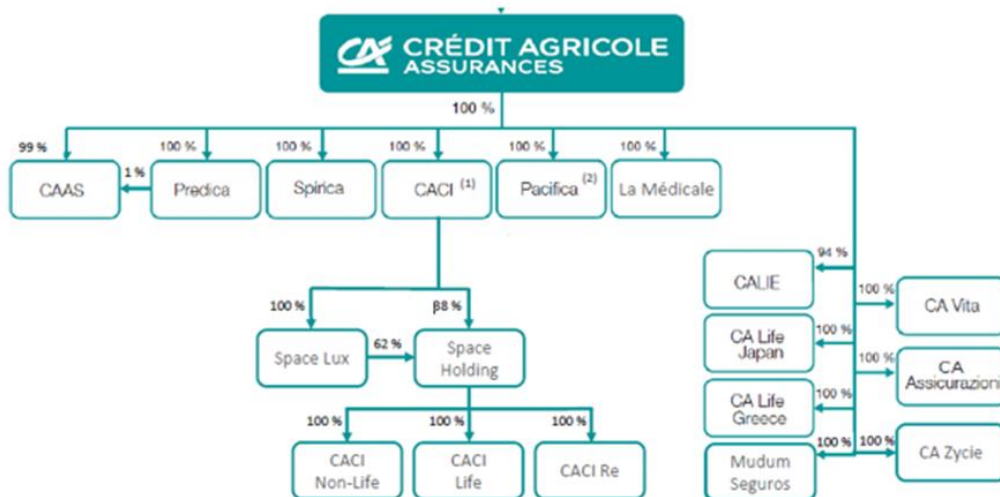 CRÉDIT AGRICOLE
ASSURANCES
100 %
99 %
100 %
100 %
100 %
100 %
100 %
CAAS
1 %
Predica
Spirica
CACI (1)
Pacifica (2)
La Médicale
100 %
38 %
Space Lux
62 %
Space
Holding
100 %
100 %
100 %
CACI
Non-Life
CACI
Life
CACI Re
94 %
CALIE
100 %
CA Vita
100 %
CA Life
Japan
100 %
CA
Assicurazioni
100 %
CA Life
Greece
100 %
Mudum
Seguros
100 %
CA Zycie